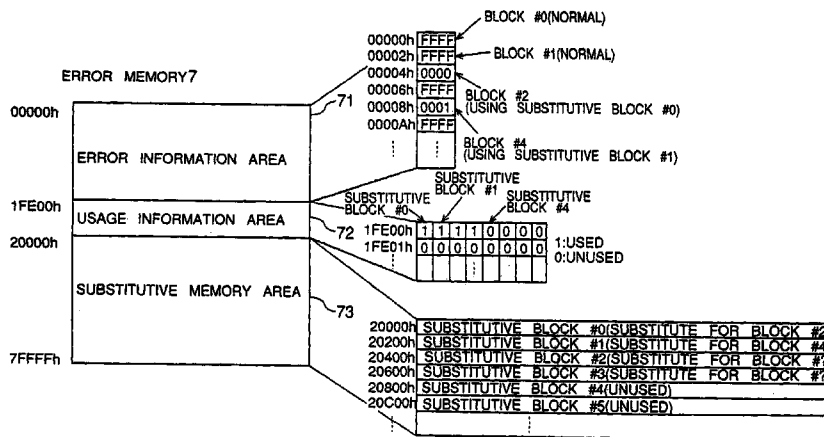 ERROR MEMORY7
00000h
71
ERROR INFORMATION AREA
1FE00h
USAGE INFORMATION AREA
72
20000h
SUBSTITUTIVE MEMORY AREA
73
7FFFFh
00000h FFFF
00002h FFFF
00004h 0000
00006h FFFF
00008h 0001
0000Ah FFFF
BLOCK #0(NORMAL)
BLOCK #1(NORMAL)
BLOCK #2
(USING SUBSTITUTIVE BLOCK #0)
BLOCK #4
(USING SUBSTITUTIVE BLOCK #1)
SUBSTITUTIVE
BLOCK #0
SUBSTITUTIVE
BLOCK #1
SUBSTITUTIVE
BLOCK #4
1FE00h 1 1 1 1 0 0 0 0
1FE01h 0 0 0 0 0 0 0 0
1:USED
0:UNUSED
20000h SUBSTITUTIVE BLOCK #0(SUBSTITUTE FOR BLOCK #2
20200h SUBSTITUTIVE BLOCK #1(SUBSTITUTE FOR BLOCK #4
20400h SUBSTITUTIVE BLOCK #2(SUBSTITUTE FOR BLOCK #?
20600h SUBSTITUTIVE BLOCK #3(SUBSTITUTE FOR BLOCK #?
20800h SUBSTITUTIVE BLOCK #4(UNUSED)
20C00h SUBSTITUTIVE BLOCK #5(UNUSED)